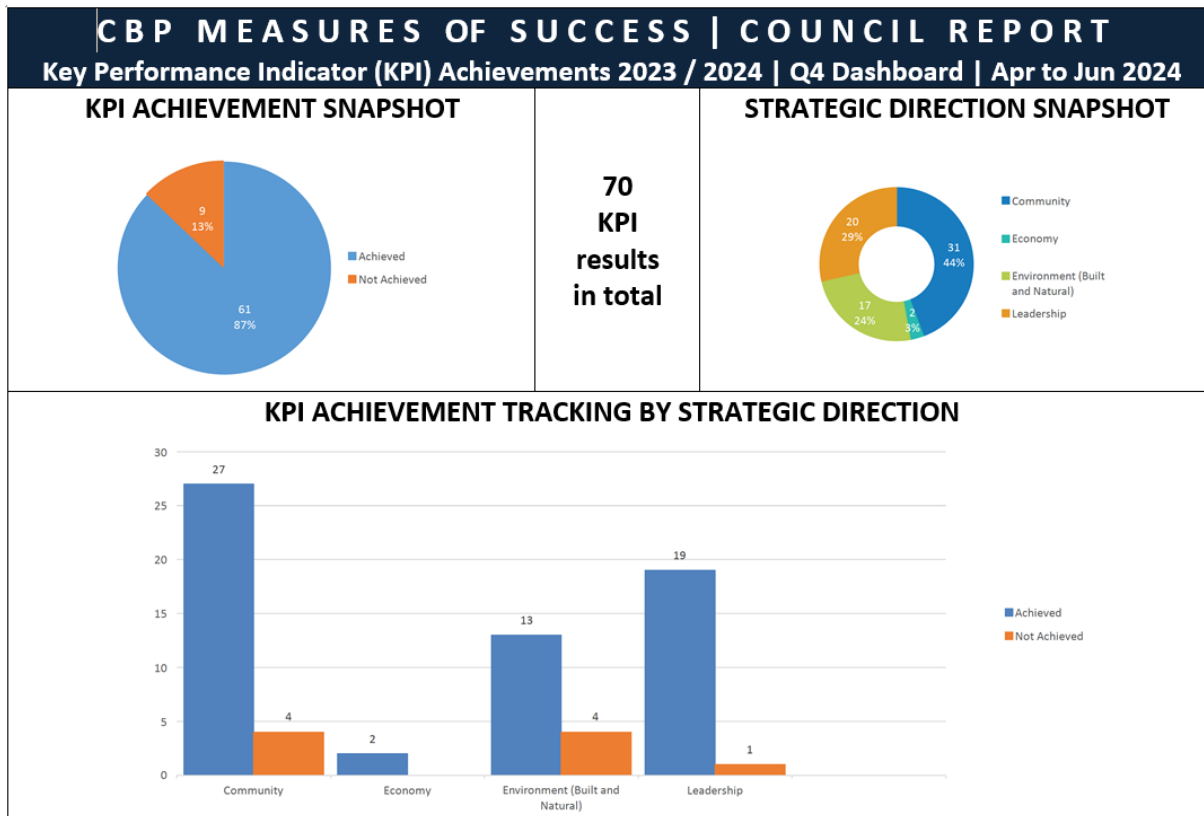 CBP MEASURES OF SUCCESS | COUNCIL REPORT
Key Performance Indicator (KPI) Achievements 2023 / 2024 | Q4 Dashboard | Apr to Jun 2024
KPI ACHIEVEMENT SNAPSHOT
9
13%
61
87%
Achieved
Not Achieved
70
KPI
results
in total
STRATEGIC DIRECTION SNAPSHOT
20
29%
31
44%
17
24%
2
3%
Community
Economy
Environment (Built
and Natural)
Leadership
KPI ACHIEVEMENT TRACKING BY STRATEGIC DIRECTION
30
25
20
15
10
5
0
27
4
2
13
4
19
1
Community
Economy
Environment (Built and
Natural)
Leadership
Achieved
Not Achieved